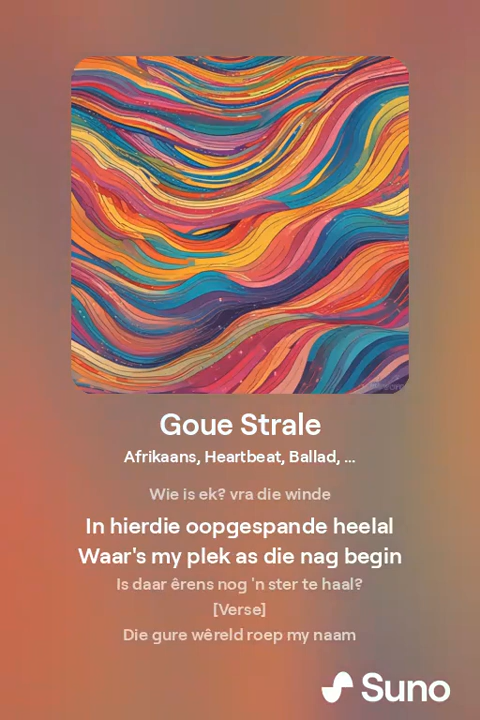 Goue Strale
Afrikaans, Heartbeat, Ballad, ...
Wie is ek? vra die winde
In hierdie oopgespande heelal
Waar's my plek as die nag begin
Is daar êrens nog 'n ster te haal?
[Verse]
Die gure wêreld roep my naam
Suno